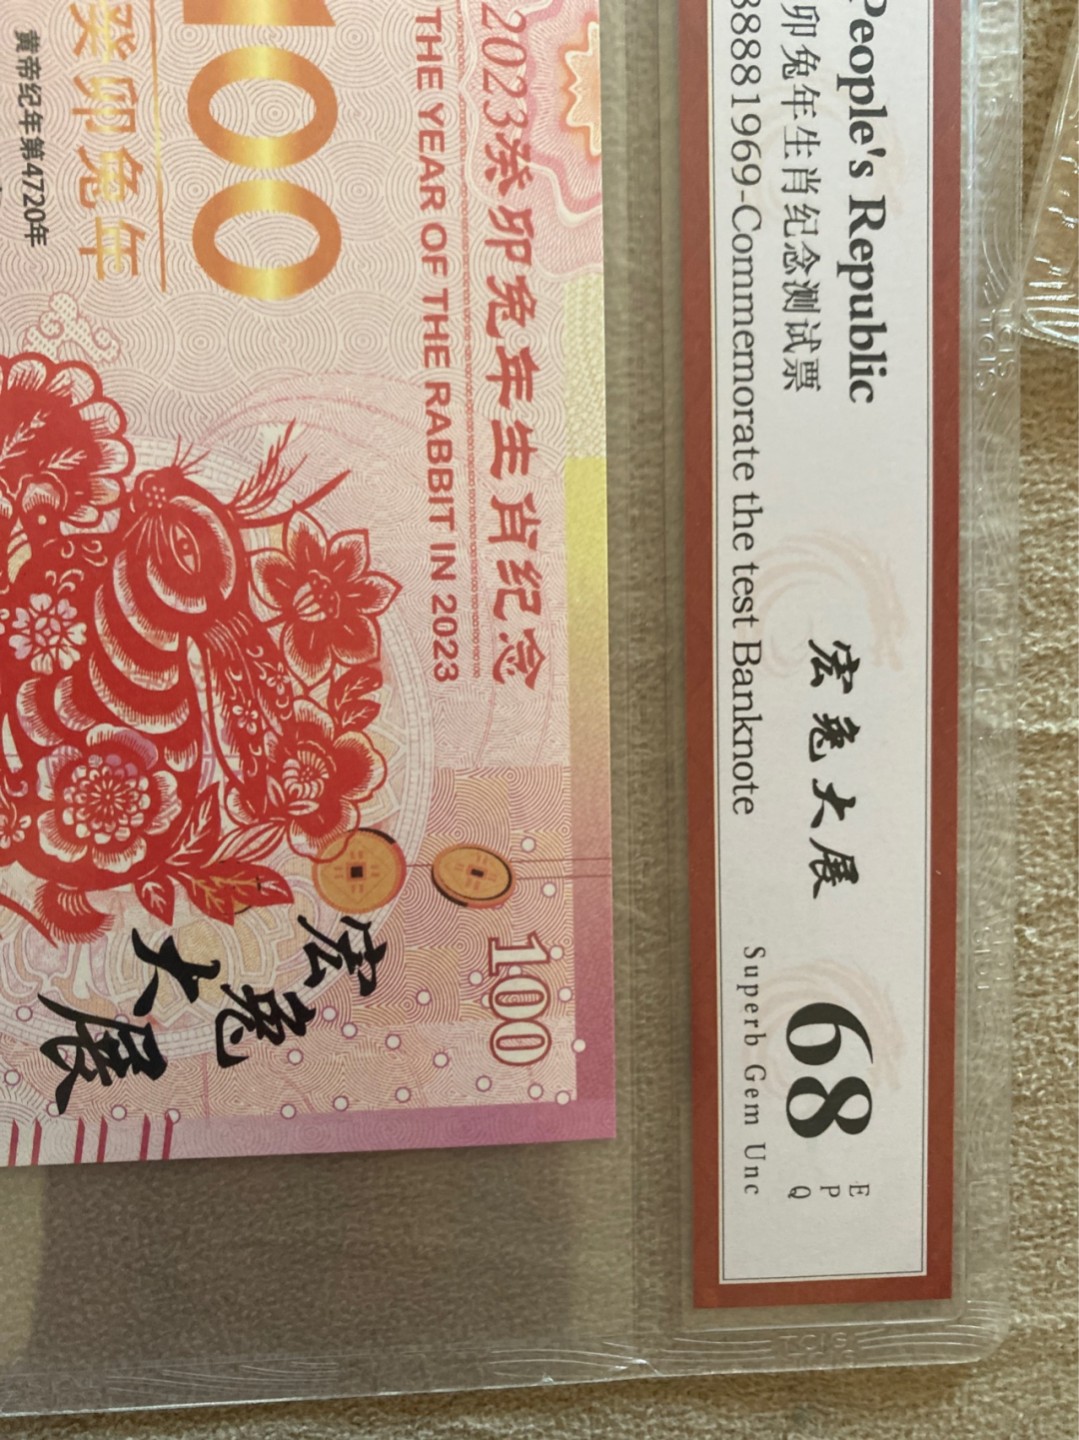 People's Republic
卯兔年生肖纪念测试票
88881969-Commemorate the test Banknote
宏兔大展
68
EPQ
Superb Gem Unc
2023癸卯兔年生肖纪念
THE YEAR OF THE RABBIT IN 2023
100
癸卯兔年
黄帝纪年第4720年
100
宏兔
大展